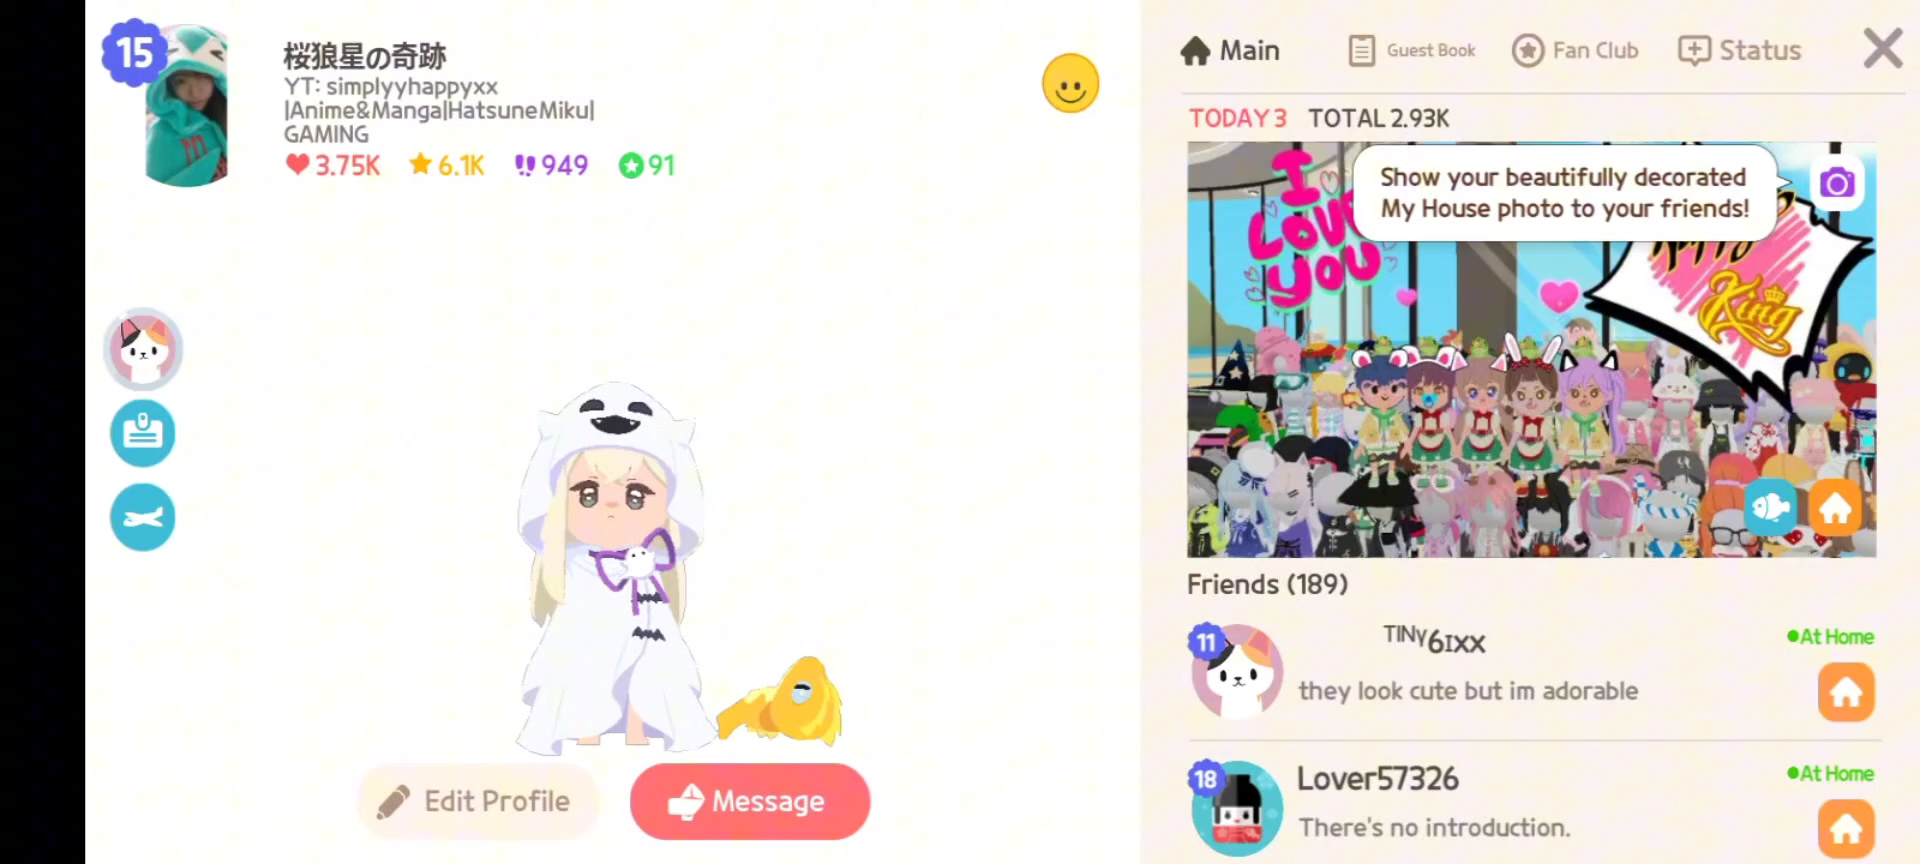 15
桜狼星の奇跡
YT: simplyyhappyxx
|Anime&Manga|HatsuneMiku|
GAMING
3.75K 6.1K 949 91
Edit Profile
Message
Main
Guest Book
Fan Club
Status
TODAY 3 TOTAL 2.93K
Show your beautifully decorated
My House photo to your friends!
I
LOVE
YOU
King
Friends (189)
11
TINY6IXX
At Home
they look cute but im adorable
18
Lover57326
At Home
There's no introduction.